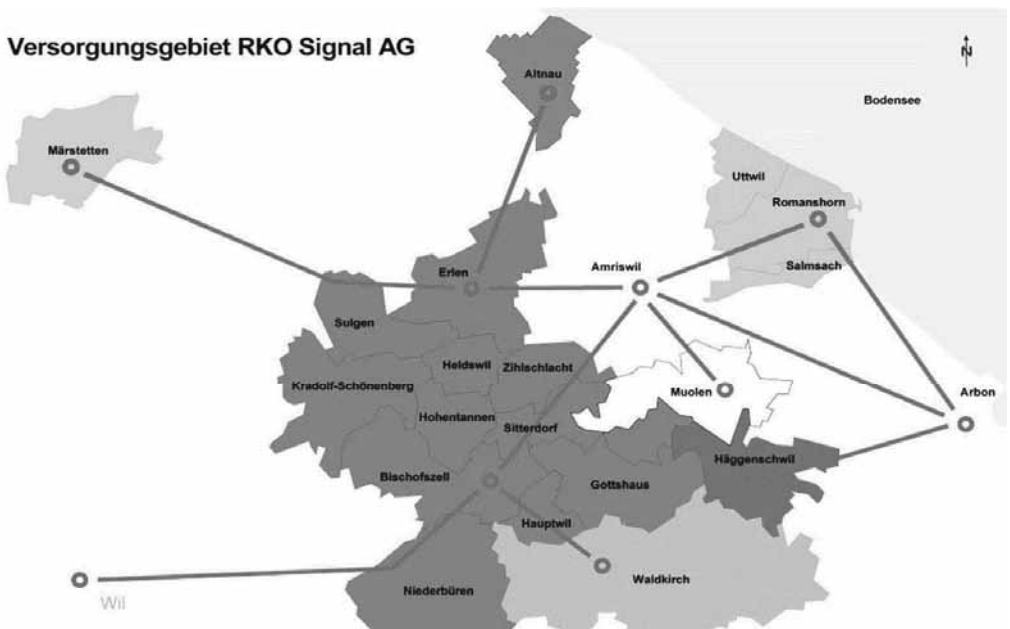 Versorgungsgebiet RKO Signal AG
N
Altnau
Bodensee
Märstetten
Uttwil
Romanshorn
Erlen
Amriswil
Salmsach
Sulgen
Heldswil
Zihlschlacht
Kradolf-Schönenberg
Muolen
Arbon
Hohentannen
Sitterdorf
Häggenschwil
Bischofszell
Gottshaus
Hauptwil
Waldkirch
Niederbüren
Wil